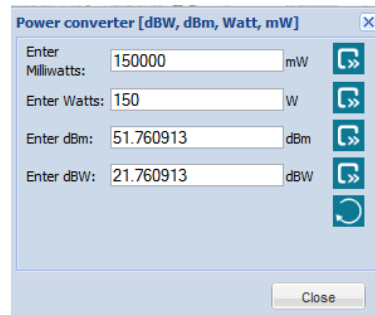 Power converter [dBW, dBm, Watt, mW]
Enter
Milliwatts: 150000 mW
Enter Watts: 150 W
Enter dBm: 51.760913 dBm
Enter dBW: 21.760913 dBW
Close